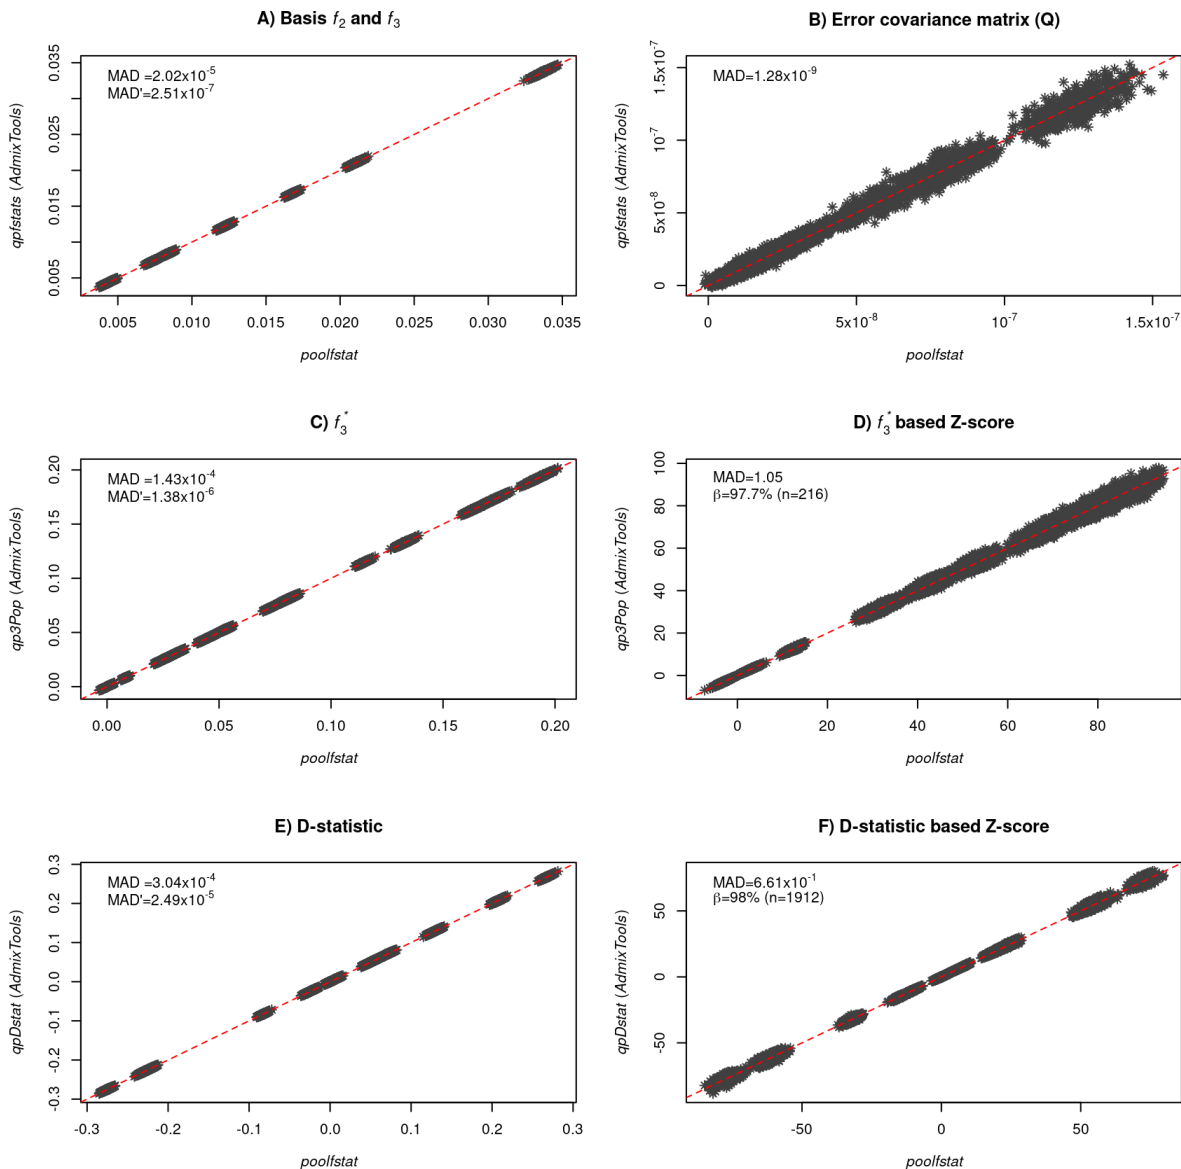 A) Basis f₂ and f₃
MAD =2.02x10⁻⁵
MAD'=2.51x10⁻⁷
qpfstats (AdmixTools)
0.005 0.015 0.025 0.035
0.005 0.010 0.015 0.020 0.025 0.030 0.035
poolfstat
B) Error covariance matrix (Q)
MAD=1.28x10⁻⁹
qpfstats (AdmixTools)
0 5x10⁻⁸ 10⁻⁷ 1.5x10⁻⁷
0 5x10⁻⁸ 10⁻⁷ 1.5x10⁻⁷
poolfstat
C) f₃*
MAD =1.43x10⁻⁴
MAD'=1.38x10⁻⁶
qp3Pop (AdmixTools)
0.00 0.05 0.10 0.15 0.20
0.00 0.05 0.10 0.15 0.20
poolfstat
D) f₃* based Z-score
MAD=1.05
β=97.7% (n=216)
qp3Pop (AdmixTools)
0 20 40 60 80 100
0 20 40 60 80
poolfstat
E) D-statistic
MAD =3.04x10⁻⁴
MAD'=2.49x10⁻⁵
qpDstat (AdmixTools)
-0.3 -0.2 -0.1 0.0 0.1 0.2 0.3
-0.3 -0.2 -0.1 0.0 0.1 0.2 0.3
poolfstat
F) D-statistic based Z-score
MAD=6.61x10⁻¹
β=98% (n=1912)
qpDstat (AdmixTools)
-50 0 50
-50 0 50
poolfstat